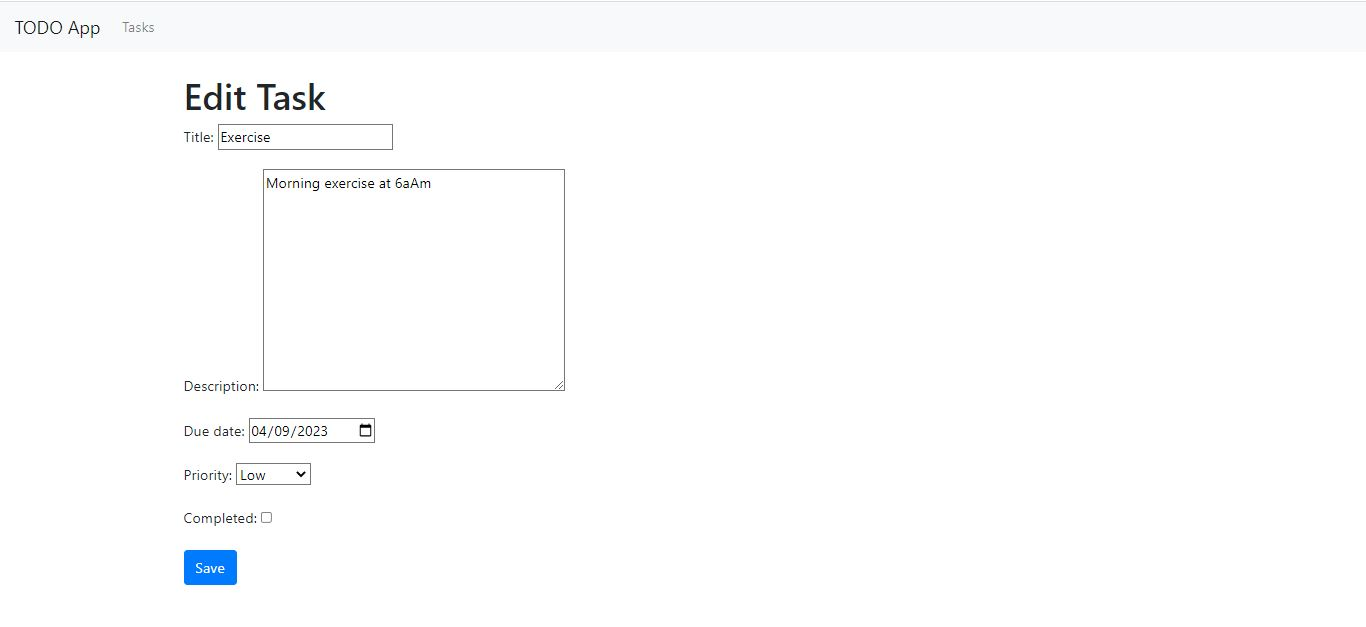 TODO App Tasks
Edit Task
Title: Exercise
Morning exercise at 6aAm
Description:
Due date: 04/09/2023
Priority: Low
Completed:
Save